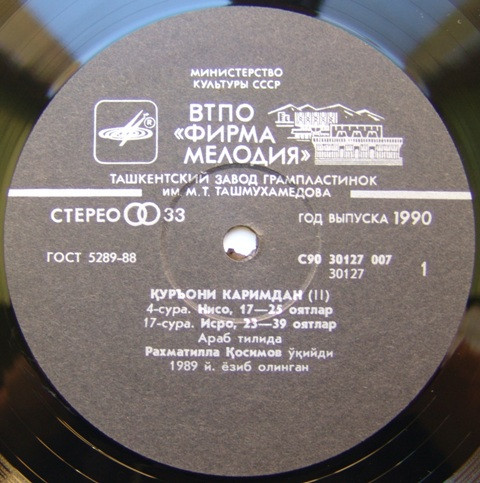 МИНИСТЕРСТВО
КУЛЬТУРЫ СССР
ВТПО
«ФИРМА
МЕЛОДИЯ»
ТАШКЕНТСКИЙ ЗАВОД ГРАМПЛАСТИНОК
ИМ. М. Т. ТАШМУХАМЕДОВА
СТЕРЕО 33
ГОД ВЫПУСКА 1990
ГОСТ 5289-88
С90 30127 007
30127
1
ҚУРЪОНИ КАРИМДАН (II)
4-сура. Нисо, 17—25 оятлар
17-сура. Исро, 23—39 оятлар
Араб тилида
Рахматилла Қосимов ўқийди
1989 й. ёзиб олинган